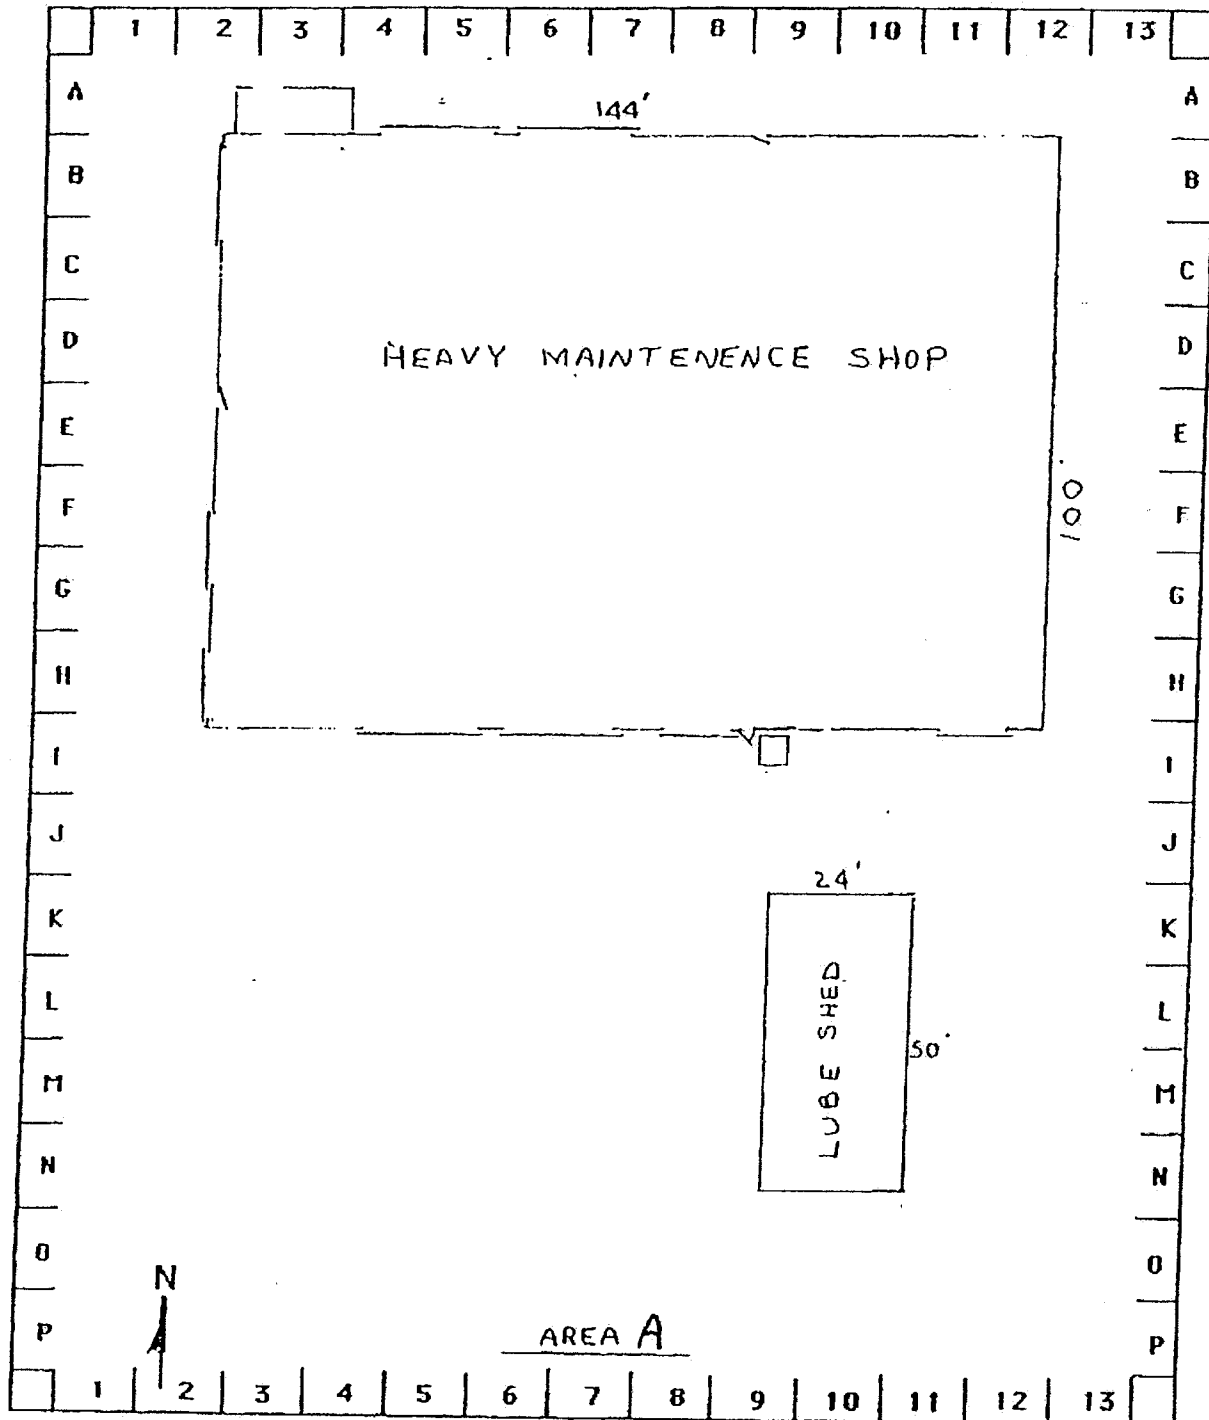 1 2 3 4 5 6 7 8 9 10 11 12 13
A A
144'
B B
C C
D D
HEAVY MAINTENENCE SHOP
E E
F F
100'
G G
H H
I I
J J
24'
K K
L L
LUBE SHED
50'
M M
N N
O O
N
P P
AREA A
1 2 3 4 5 6 7 8 9 10 11 12 13